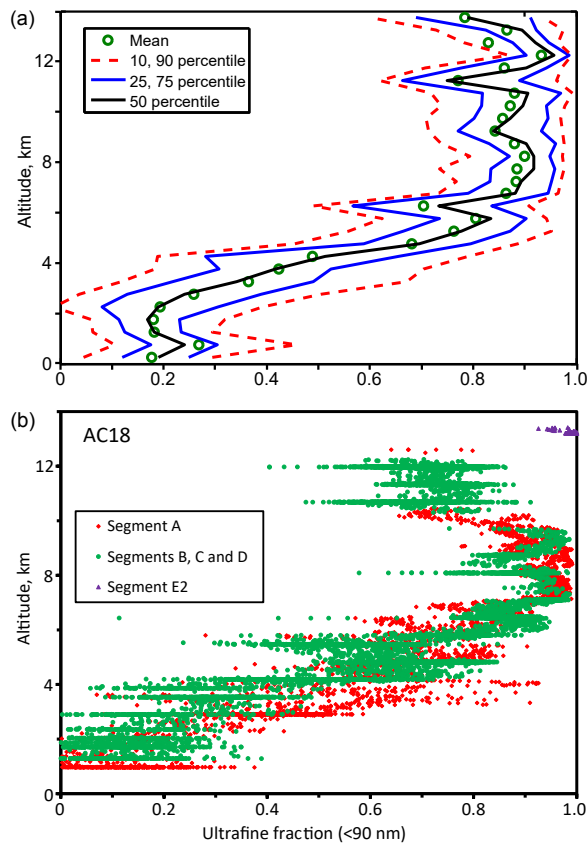 (a)
Mean
10, 90 percentile
25, 75 percentile
50 percentile
Altitude, km
12
8
4
0
0 0.2 0.4 0.6 0.8 1.0
(b)
AC18
Segment A
Segments B, C and D
Segment E2
Altitude, km
12
8
4
0
0 0.2 0.4 0.6 0.8 1.0
Ultrafine fraction (<90 nm)